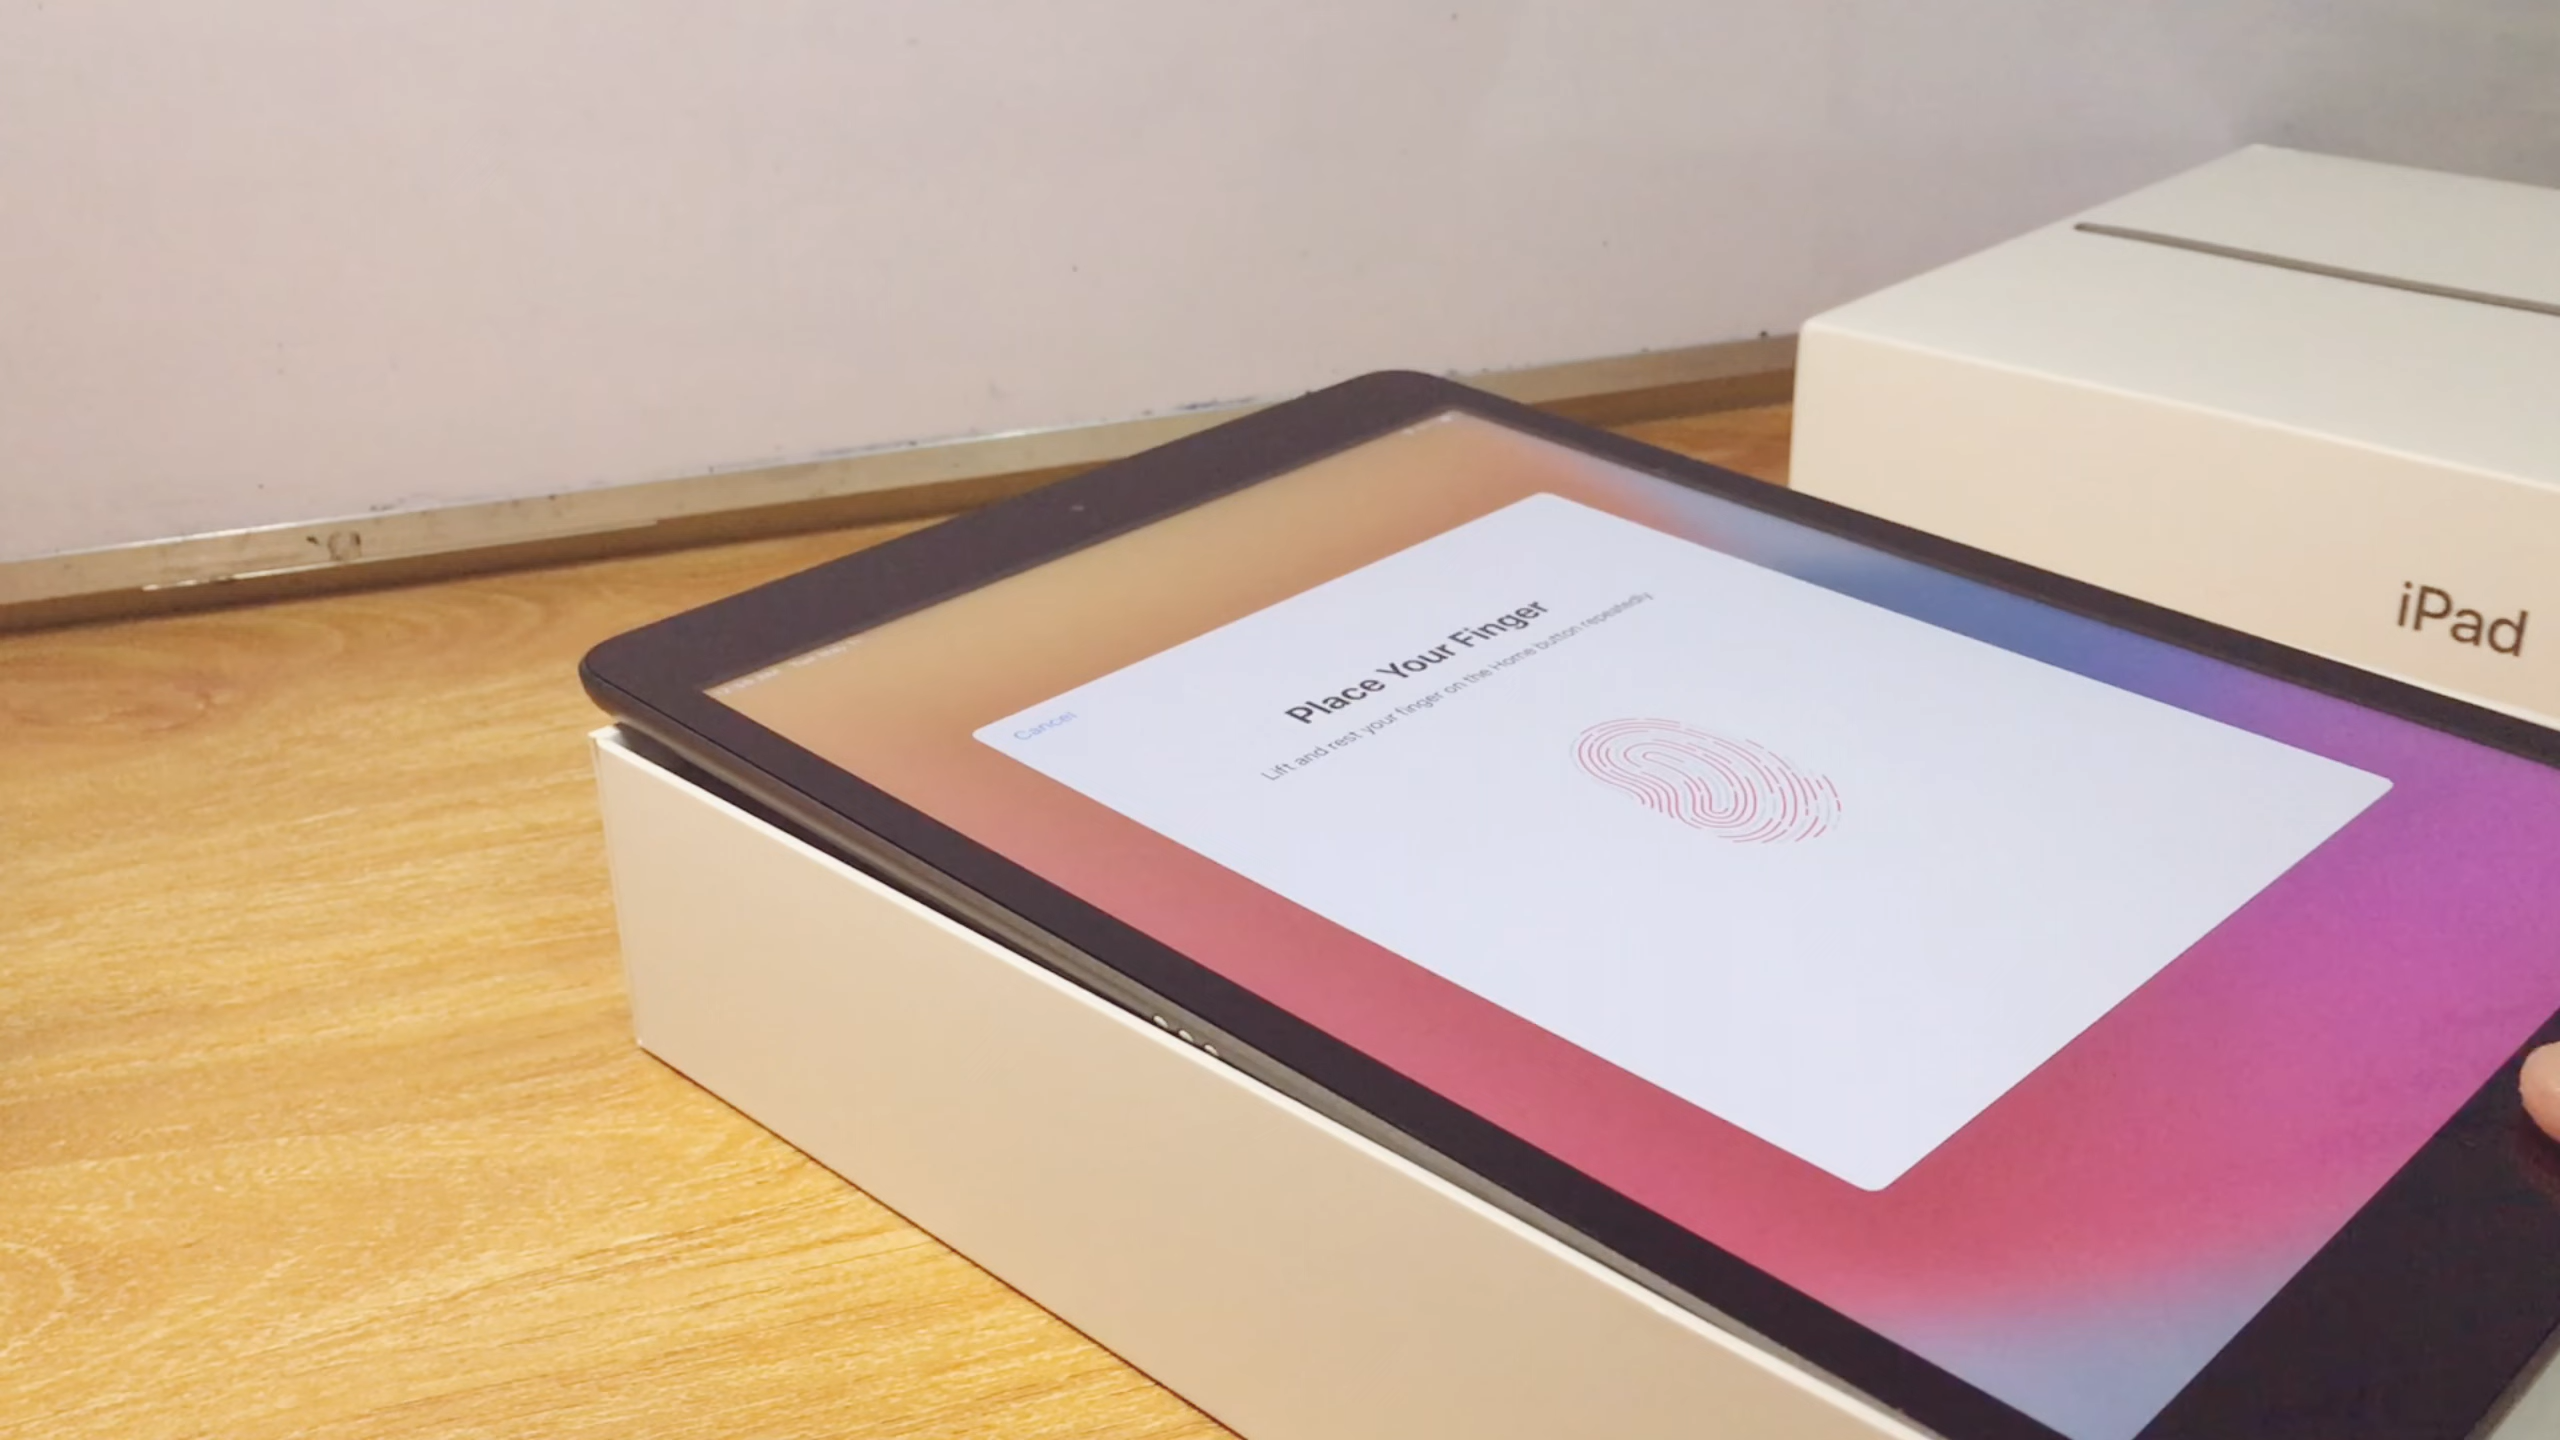 Cancel
Place Your Finger
Lift and rest your finger on the Home button repeatedly
iPad